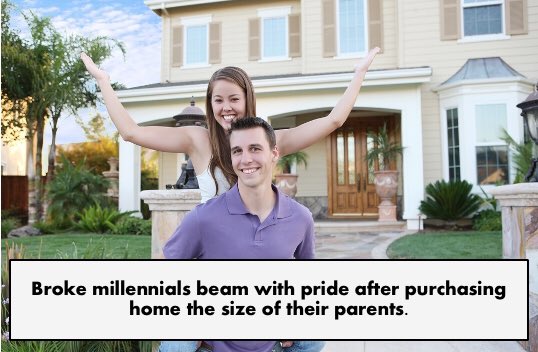 Broke millennials beam with pride after purchasing
home the size of their parents.